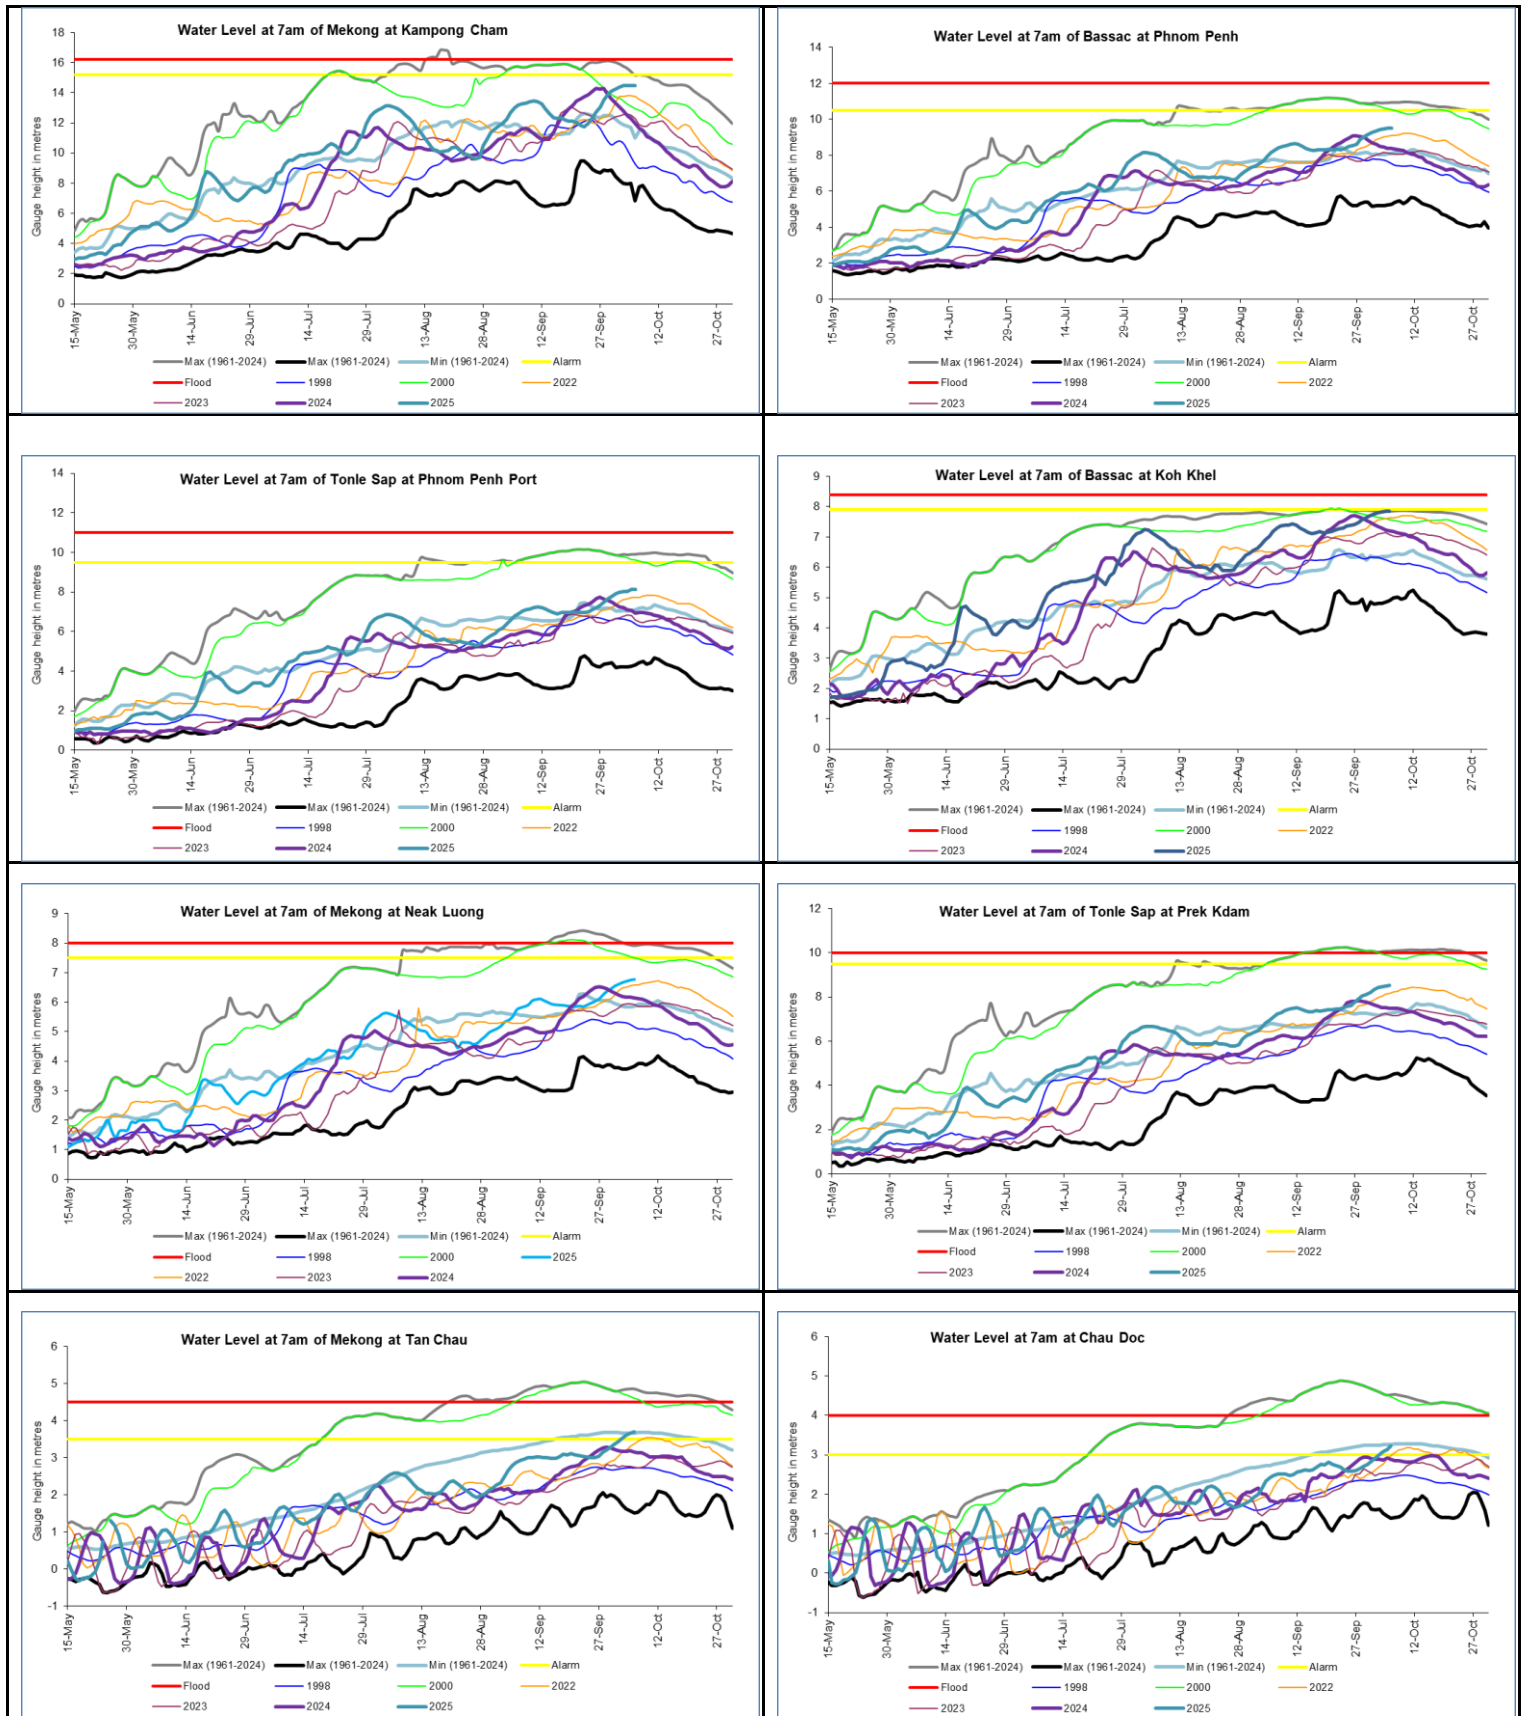 Water Level at 7am of Mekong at Kampong Cham
Gauge height in metres
18
16
14
12
10
8
6
4
2
0
15-May
30-May
14-Jun
29-Jun
14-Jul
29-Jul
13-Aug
28-Aug
12-Sep
27-Sep
12-Oct
27-Oct
Max (1961-2024) Max (1961-2024) Min (1961-2024) Alarm
Flood 1998 2000 2022
2023 2024 2025
Water Level at 7am of Bassac at Phnom Penh
Gauge height in metres
14
12
10
8
6
4
2
0
15-May
30-May
14-Jun
29-Jun
14-Jul
29-Jul
13-Aug
28-Aug
12-Sep
27-Sep
12-Oct
27-Oct
Max (1961-2024) Max (1961-2024) Min (1961-2024) Alarm
Flood 1998 2000 2022
2023 2024 2025
Water Level at 7am of Tonle Sap at Phnom Penh Port
Gauge height in metres
14
12
10
8
6
4
2
0
15-May
30-May
14-Jun
29-Jun
14-Jul
29-Jul
13-Aug
28-Aug
12-Sep
27-Sep
12-Oct
27-Oct
Max (1961-2024) Max (1961-2024) Min (1961-2024) Alarm
Flood 1998 2000 2022
2023 2024 2025
Water Level at 7am of Bassac at Koh Khel
Gauge height in metres
9
8
7
6
5
4
3
2
1
0
15-May
30-May
14-Jun
29-Jun
14-Jul
29-Jul
13-Aug
28-Aug
12-Sep
27-Sep
12-Oct
27-Oct
Max (1961-2024) Max (1961-2024) Min (1961-2024) Alarm
Flood 1998 2000 2022
2023 2024 2025
Water Level at 7am of Mekong at Neak Luong
Gauge height in metres
9
8
7
6
5
4
3
2
1
0
15-May
30-May
14-Jun
29-Jun
14-Jul
29-Jul
13-Aug
28-Aug
12-Sep
27-Sep
12-Oct
27-Oct
Max (1961-2024) Max (1961-2024) Min (1961-2024) Alarm
Flood 1998 2000 2025
2022 2023 2024
Water Level at 7am of Tonle Sap at Prek Kdam
Gauge height in metres
12
10
8
6
4
2
0
15-May
30-May
14-Jun
29-Jun
14-Jul
29-Jul
13-Aug
28-Aug
12-Sep
27-Sep
12-Oct
27-Oct
Max (1961-2024) Max (1961-2024) Min (1961-2024) Alarm
Flood 1998 2000 2022
2023 2024 2025
Water Level at 7am of Mekong at Tan Chau
Gauge height in metres
6
5
4
3
2
1
0
-1
15-May
30-May
14-Jun
29-Jun
14-Jul
29-Jul
13-Aug
28-Aug
12-Sep
27-Sep
12-Oct
27-Oct
Max (1961-2024) Max (1961-2024) Min (1961-2024) Alarm
Flood 1998 2000 2022
2023 2024 2025
Water Level at 7am at Chau Doc
Gauge height in metres
6
5
4
3
2
1
0
-1
15-May
30-May
14-Jun
29-Jun
14-Jul
29-Jul
13-Aug
28-Aug
12-Sep
27-Sep
12-Oct
27-Oct
Max (1961-2024) Max (1961-2024) Min (1961-2024) Alarm
Flood 1998 2000 2022
2023 2024 2025